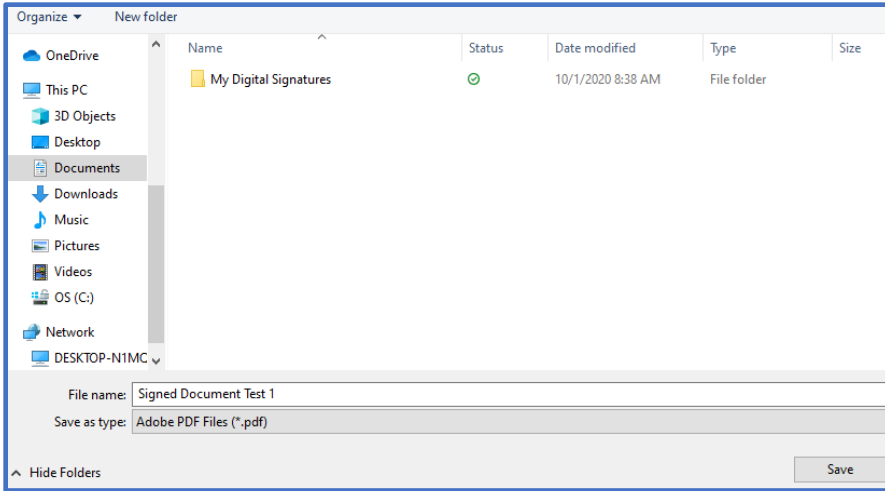 Organize New folder
OneDrive
This PC
3D Objects
Desktop
Documents
Downloads
Music
Pictures
Videos
OS (C:)
Network
DESKTOP-N1MC
Name Status Date modified Type Size
My Digital Signatures 10/1/2020 8:38 AM File folder
File name: Signed Document Test 1
Save as type: Adobe PDF Files (*.pdf)
Hide Folders Save